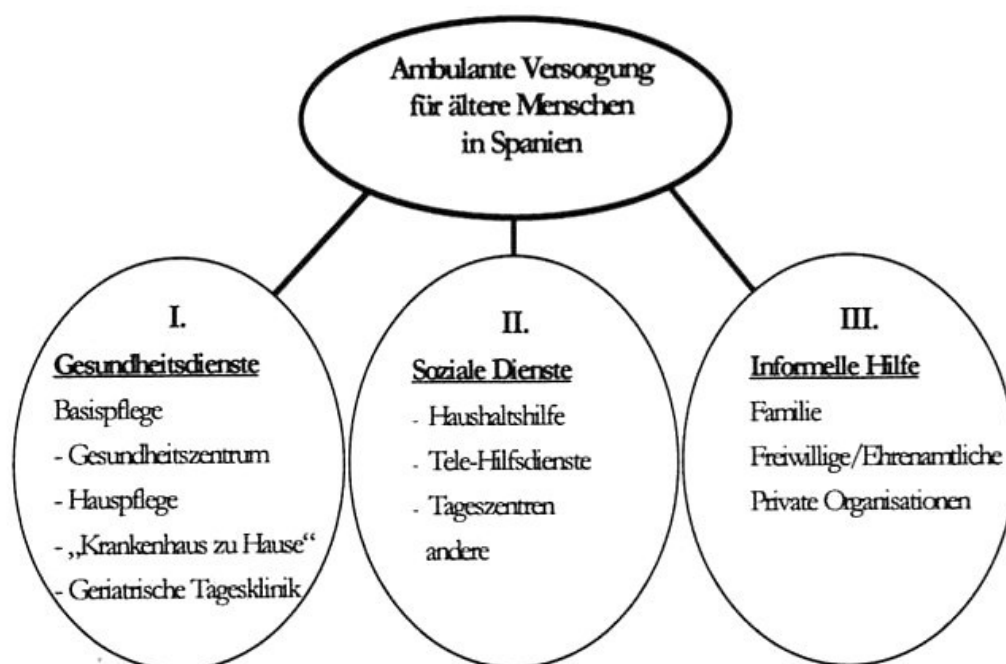 Ambulante Versorgung
für ältere Menschen
in Spanien
I.
Gesundheitsdienste
Basispflege
- Gesundheitszentrum
- Hauspflege
- „Krankenhaus zu Hause“
- Geriatrische Tagesklinik
II.
Soziale Dienste
- Haushaltshilfe
- Tele-Hilfsdienste
- Tageszentren
andere
III.
Informelle Hilfe
Familie
Freiwillige/Ehrenamtliche
Private Organisationen